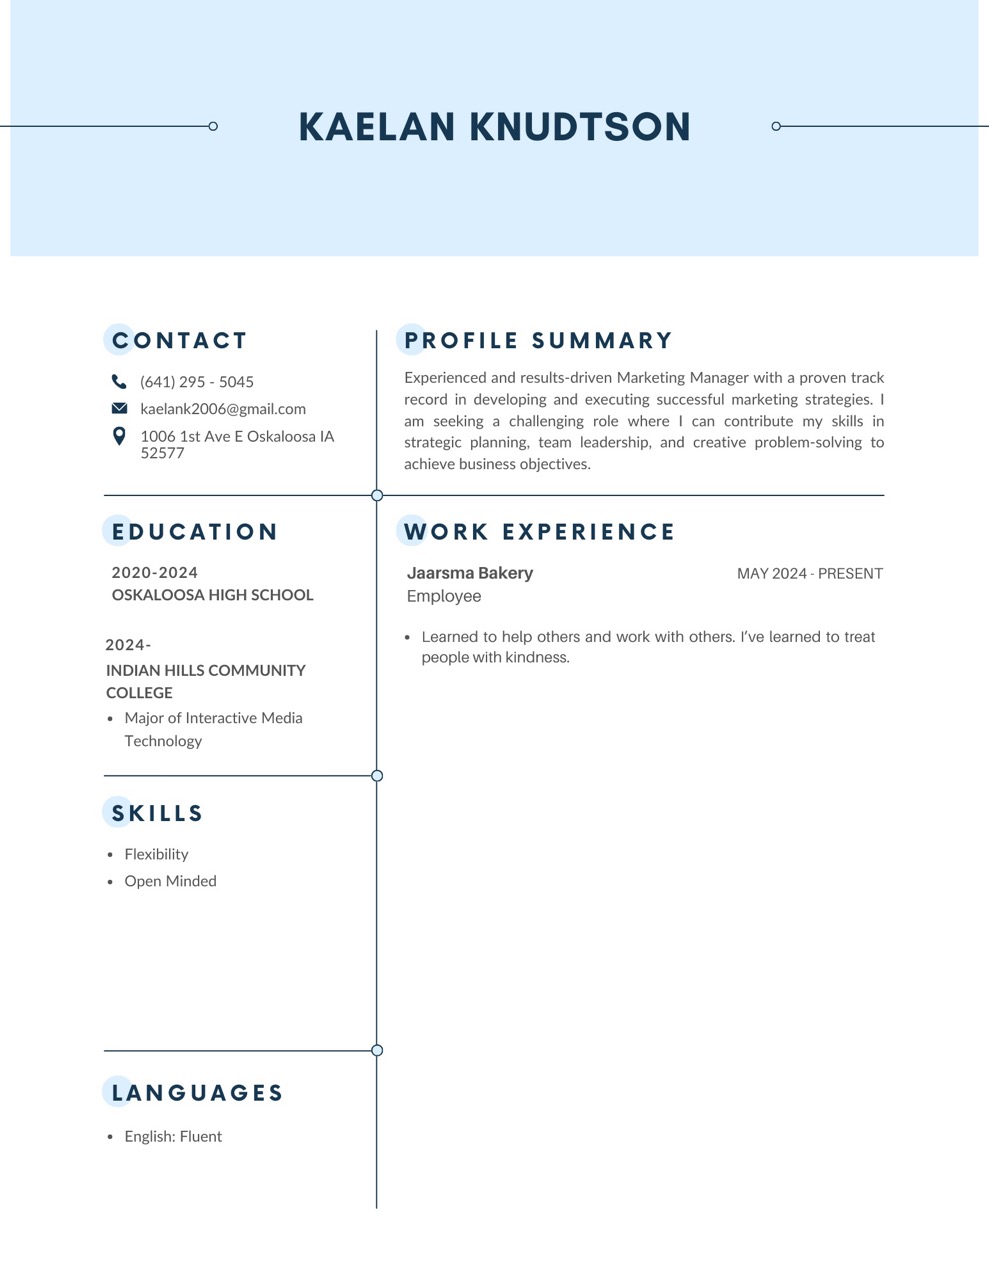 KAELAN KNUDTSON
CONTACT
(641) 295 - 5045
kaelank2006@gmail.com
1006 1st Ave E Oskaloosa IA
52577
PROFILE SUMMARY
Experienced and results-driven Marketing Manager with a proven track
record in developing and executing successful marketing strategies. I
am seeking a challenging role where I can contribute my skills in
strategic planning, team leadership, and creative problem-solving to
achieve business objectives.
EDUCATION
2020-2024
OSKALOOSA HIGH SCHOOL
2024-
INDIAN HILLS COMMUNITY
COLLEGE
• Major of Interactive Media
Technology
WORK EXPERIENCE
Jaarsma Bakery MAY 2024 - PRESENT
Employee
• Learned to help others and work with others. I’ve learned to treat
people with kindness.
SKILLS
• Flexibility
• Open Minded
LANGUAGES
• English: Fluent